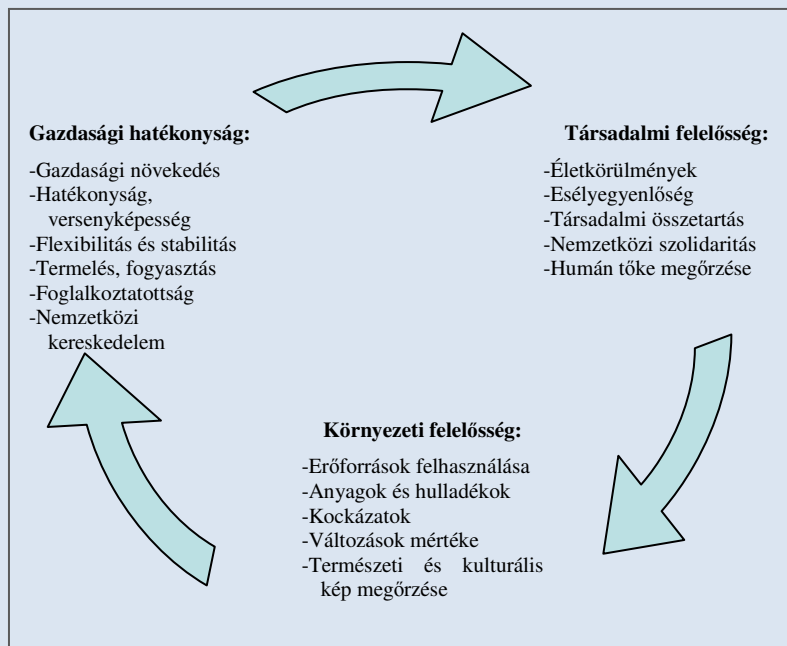 Gazdasági hatékonyság:
-Gazdasági növekedés
-Hatékonyság,
versenyképesség
-Flexibilitás és stabilitás
-Termelés, fogyasztás
-Foglalkoztatottság
-Nemzetközi
kereskedelem
Társadalmi felelősség:
-Életkörülmények
-Esélyegyenlőség
-Társadalmi összetartás
-Nemzetközi szolidaritás
-Humán tőke megőrzése
Környezeti felelősség:
-Erőforrások felhasználása
-Anyagok és hulladékok
-Kockázatok
-Változások mértéke
-Természeti és kulturális
kép megőrzése